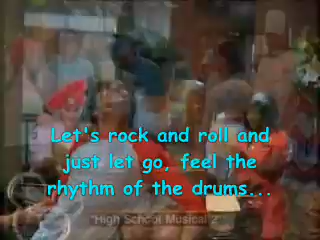 Let's rock and roll and
just let go, feel the
rhythm of the drums...
"High School Musical 2"